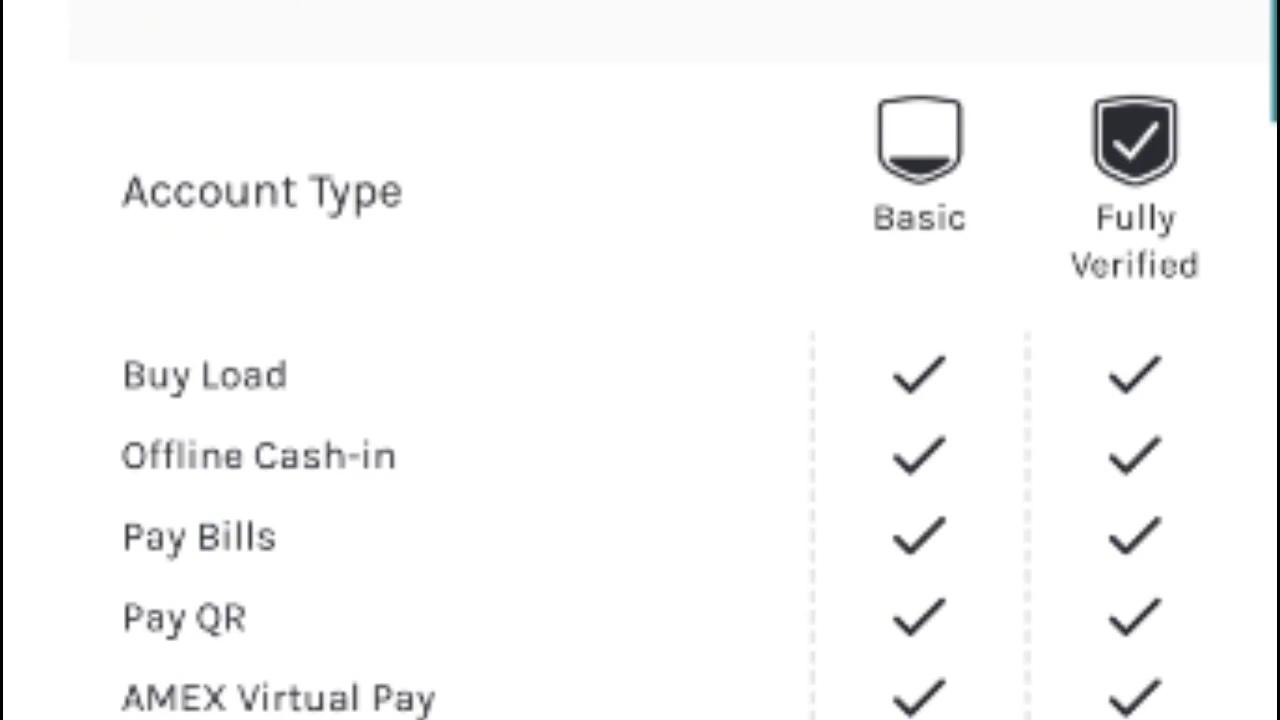 Account Type
Basic
Fully
Verified
Buy Load
Offline Cash-in
Pay Bills
Pay QR
AMEX Virtual Pay